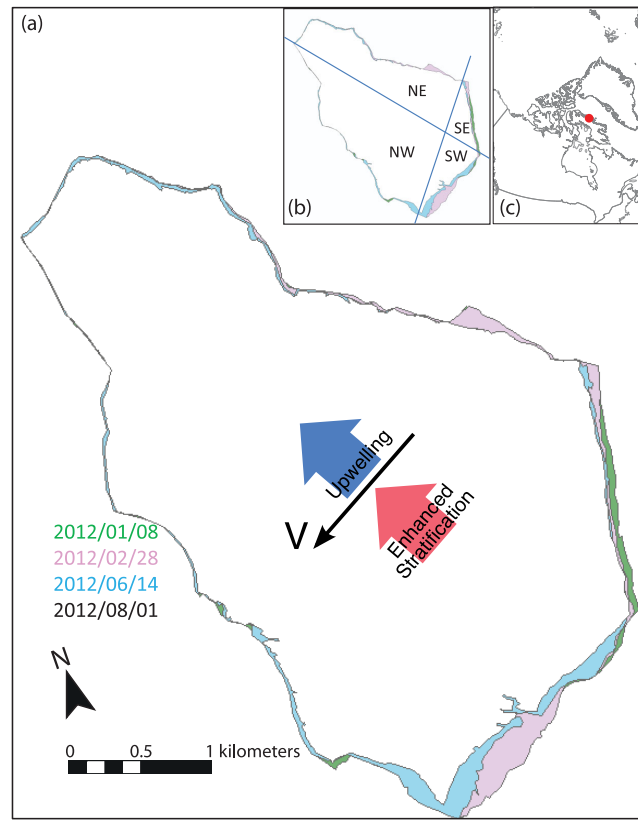 (a)
NE
SE
NW
SW
(b)
(c)
Upwelling
Enhanced
Stratification
V
2012/01/08
2012/02/28
2012/06/14
2012/08/01
N
0 0.5 1 kilometers